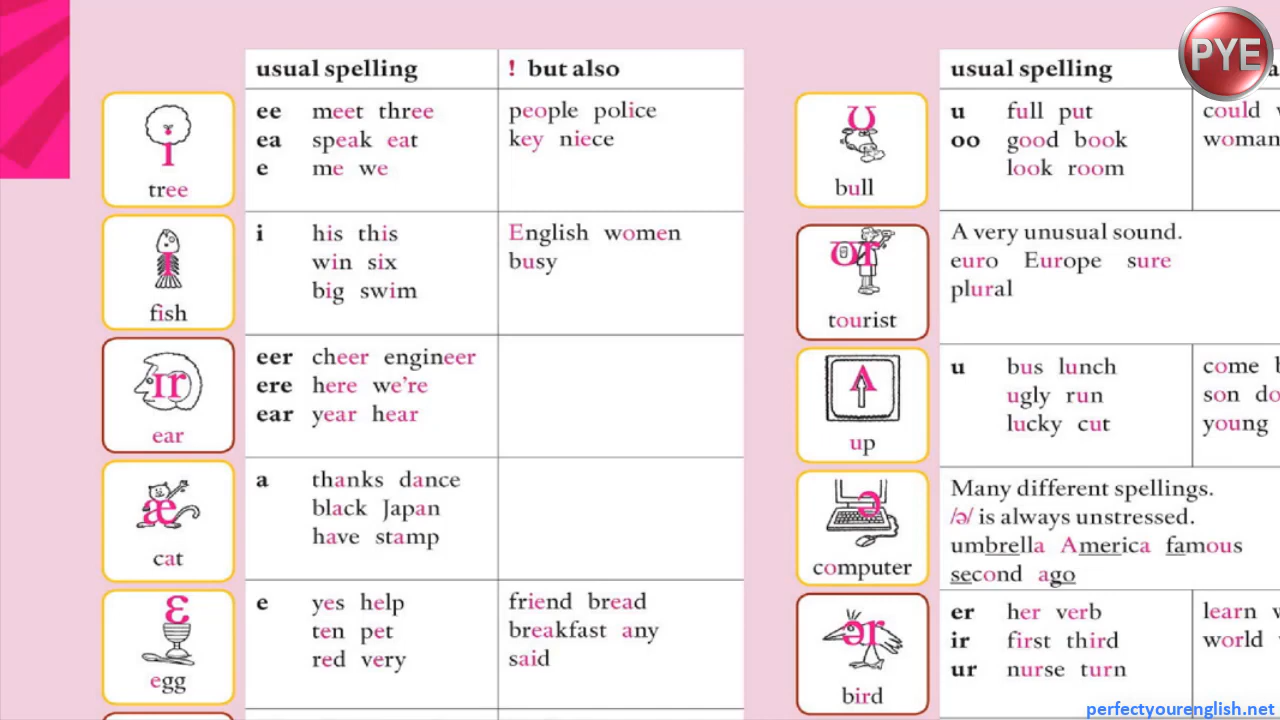 PYE
usual spelling ! but also
i
tree
ee meet three people police
ea speak eat key niece
e me we
ɪ
fish
i his this English women
win six busy
big swim
ɪr
ear
eer cheer engineer
ere here we're
ear year hear
æ
cat
a thanks dance
black Japan
have stamp
ɛ
egg
e yes help friend bread
ten pet breakfast any
red very said
usual spelling
ʊ
bull
u full put could
oo good book woman
look room
ʊr
tourist
A very unusual sound.
euro Europe sure
plural
ʌ
up
u bus lunch come
ugly run son
lucky cut young
ə
computer
Many different spellings.
/ə/ is always unstressed.
umbrella America famous
second ago
ər
bird
er her verb learn
ir first third world
ur nurse turn
perfectyourenglish.net